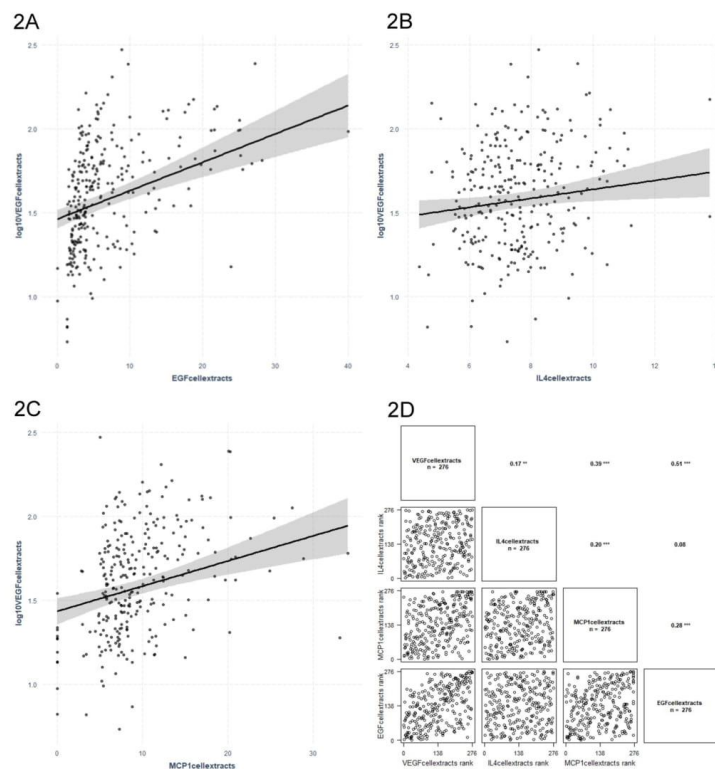 2A
2.5
2.0
1.5
1.0
log10VEGFcellextracts
0 10 20 30 40
EGFcellextracts
2B
2.5
2.0
1.5
1.0
log10VEGFcellextracts
4 6 8 10 12
IL4cellextracts
2C
2.5
2.0
1.5
1.0
log10VEGFcellextracts
0 10 20 30
MCP1cellextracts
2D
VEGFcellextracts
n = 276
0.17 **
0.39 ***
0.51 ***
IL4cellextracts rank
276
138
0
IL4cellextracts
n = 276
0.20 ***
0.08
MCP1cellextracts rank
276
138
0
MCP1cellextracts
n = 276
0.28 ***
EGFcellextracts rank
276
138
0
EGFcellextracts
n = 276
0 138 276
0 138 276
0 138 276
VEGFcellextracts rank
IL4cellextracts rank
MCP1cellextracts rank